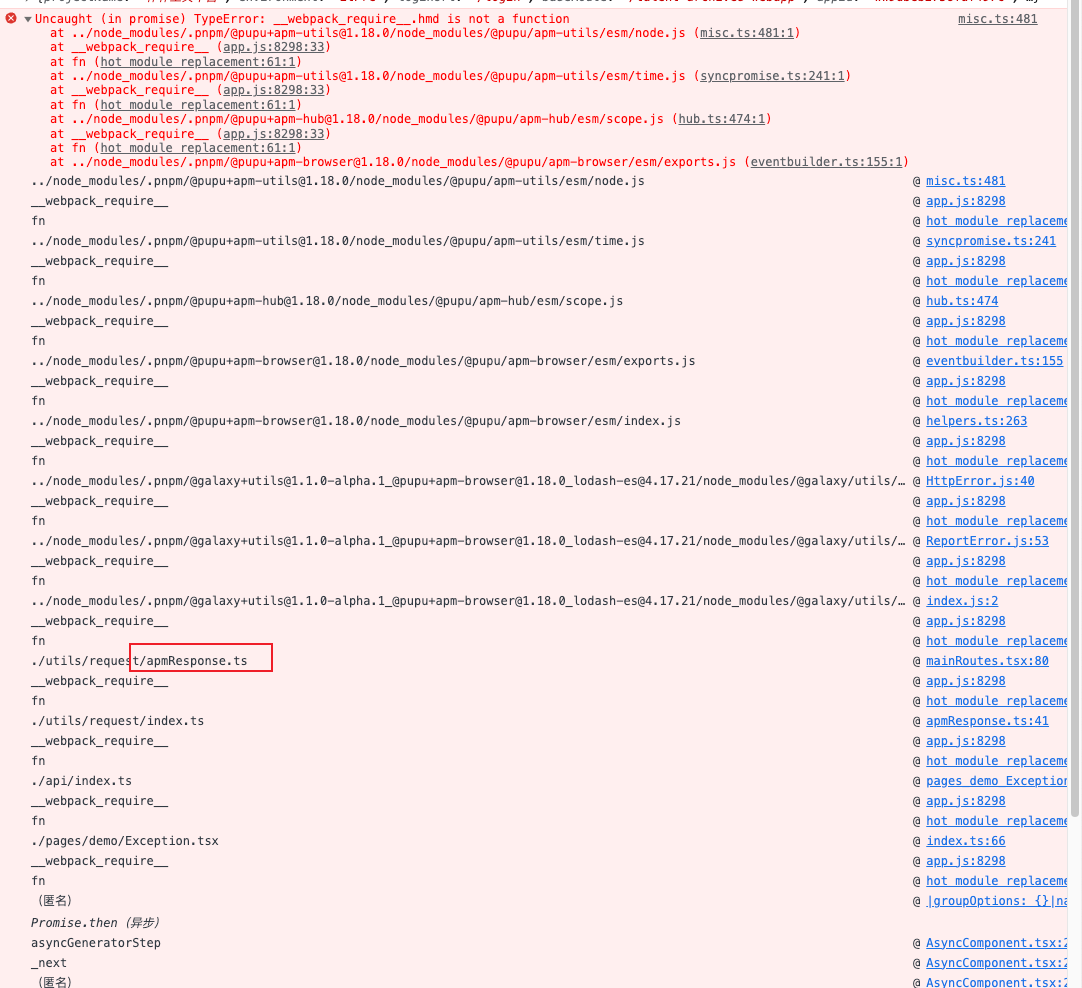 Uncaught (in promise) TypeError: __webpack_require__.hmd is not a function misc.ts:481
at ../node_modules/.pnpm/@pupu+apm-utils@1.18.0/node_modules/@pupu/apm-utils/esm/node.js (misc.ts:481:1)
at __webpack_require__ (app.js:8298:33)
at fn (hot module replacement:61:1)
at ../node_modules/.pnpm/@pupu+apm-utils@1.18.0/node_modules/@pupu/apm-utils/esm/time.js (syncpromise.ts:241:1)
at __webpack_require__ (app.js:8298:33)
at fn (hot module replacement:61:1)
at ../node_modules/.pnpm/@pupu+apm-hub@1.18.0/node_modules/@pupu/apm-hub/esm/scope.js (hub.ts:474:1)
at __webpack_require__ (app.js:8298:33)
at fn (hot module replacement:61:1)
at ../node_modules/.pnpm/@pupu+apm-browser@1.18.0/node_modules/@pupu/apm-browser/esm/exports.js (eventbuilder.ts:155:1)
../node_modules/.pnpm/@pupu+apm-utils@1.18.0/node_modules/@pupu/apm-utils/esm/node.js @ misc.ts:481
__webpack_require__ @ app.js:8298
fn @ hot module replaceme
../node_modules/.pnpm/@pupu+apm-utils@1.18.0/node_modules/@pupu/apm-utils/esm/time.js @ syncpromise.ts:241
__webpack_require__ @ app.js:8298
fn @ hot module replaceme
../node_modules/.pnpm/@pupu+apm-hub@1.18.0/node_modules/@pupu/apm-hub/esm/scope.js @ hub.ts:474
__webpack_require__ @ app.js:8298
fn @ hot module replaceme
../node_modules/.pnpm/@pupu+apm-browser@1.18.0/node_modules/@pupu/apm-browser/esm/exports.js @ eventbuilder.ts:155
__webpack_require__ @ app.js:8298
fn @ hot module replaceme
../node_modules/.pnpm/@pupu+apm-browser@1.18.0/node_modules/@pupu/apm-browser/esm/index.js @ helpers.ts:263
__webpack_require__ @ app.js:8298
fn @ hot module replaceme
../node_modules/.pnpm/@galaxy+utils@1.1.0-alpha.1_@pupu+apm-browser@1.18.0_lodash-es@4.17.21/node_modules/@galaxy/utils/… @ HttpError.js:40
__webpack_require__ @ app.js:8298
fn @ hot module replaceme
../node_modules/.pnpm/@galaxy+utils@1.1.0-alpha.1_@pupu+apm-browser@1.18.0_lodash-es@4.17.21/node_modules/@galaxy/utils/… @ ReportError.js:53
__webpack_require__ @ app.js:8298
fn @ hot module replaceme
../node_modules/.pnpm/@galaxy+utils@1.1.0-alpha.1_@pupu+apm-browser@1.18.0_lodash-es@4.17.21/node_modules/@galaxy/utils/… @ index.js:2
__webpack_require__ @ app.js:8298
fn @ hot module replaceme
./utils/request/apmResponse.ts @ mainRoutes.tsx:80
__webpack_require__ @ app.js:8298
fn @ hot module replaceme
./utils/request/index.ts @ apmResponse.ts:41
__webpack_require__ @ app.js:8298
fn @ hot module replaceme
./api/index.ts @ pages_demo_Exception
__webpack_require__ @ app.js:8298
fn @ hot module replaceme
./pages/demo/Exception.tsx @ index.ts:66
__webpack_require__ @ app.js:8298
fn @ hot module replaceme
（匿名） @ |groupOptions: {}|na
Promise.then（异步）
asyncGeneratorStep @ AsyncComponent.tsx:2
_next @ AsyncComponent.tsx:2
（匿名） @ AsyncComponent.tsx:2